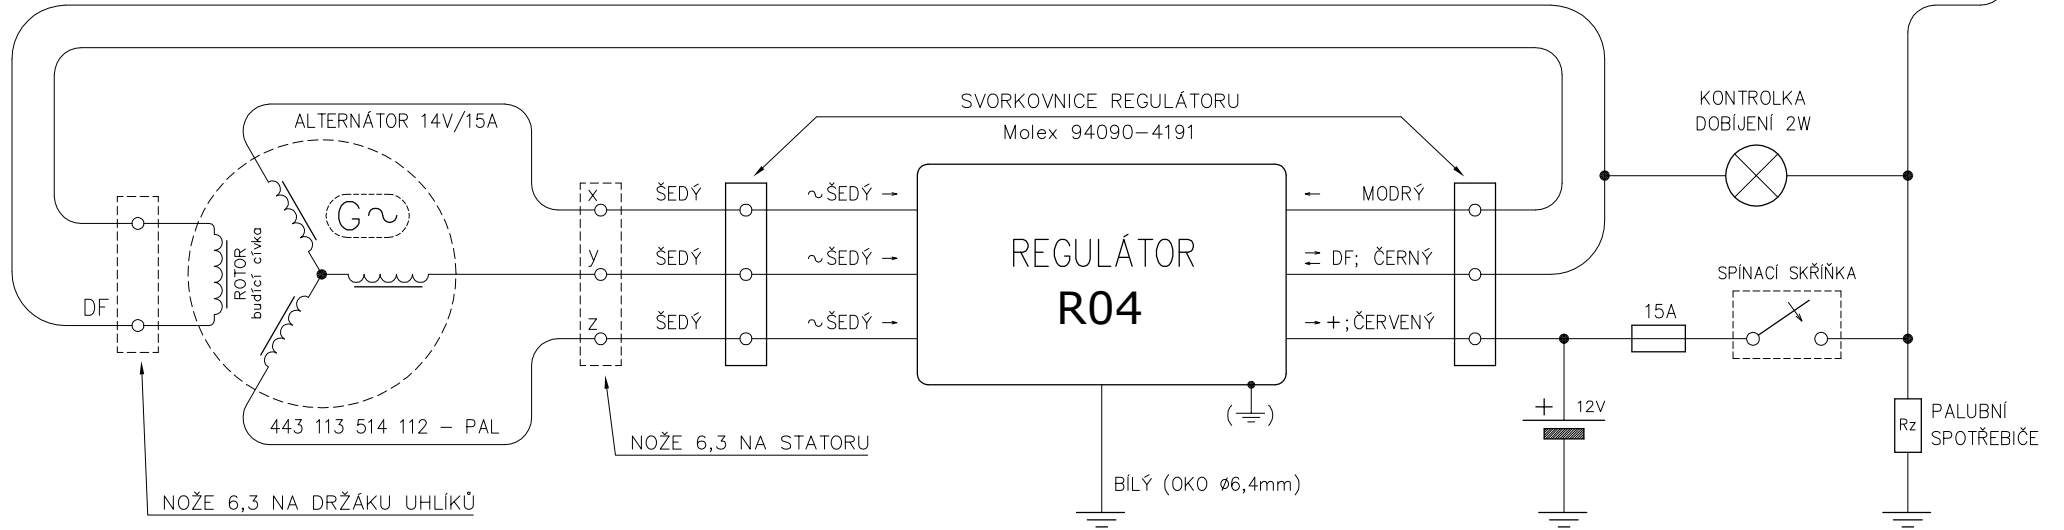 SVORKOVNICE REGULÁTORU
Molex 94090-4191
KONTROLKA
DOBÍJENÍ 2W
ALTERNÁTOR 14V/15A
G~
ROTOR
budící cívka
DF
x
ŠEDÝ
~ŠEDÝ →
← MODRÝ
y
ŠEDÝ
~ŠEDÝ →
DF; ČERNÝ
z
ŠEDÝ
~ŠEDÝ →
→ +;ČERVENÝ
REGULÁTOR
R04
SPÍNACÍ SKŘÍŇKA
15A
+ 12V
( )
Rz
PALUBNÍ
SPOTŘEBIČE
443 113 514 112 – PAL
NOŽE 6,3 NA STATORU
BÍLÝ (OKO ø6,4mm)
NOŽE 6,3 NA DRŽÁKU UHLÍKŮ